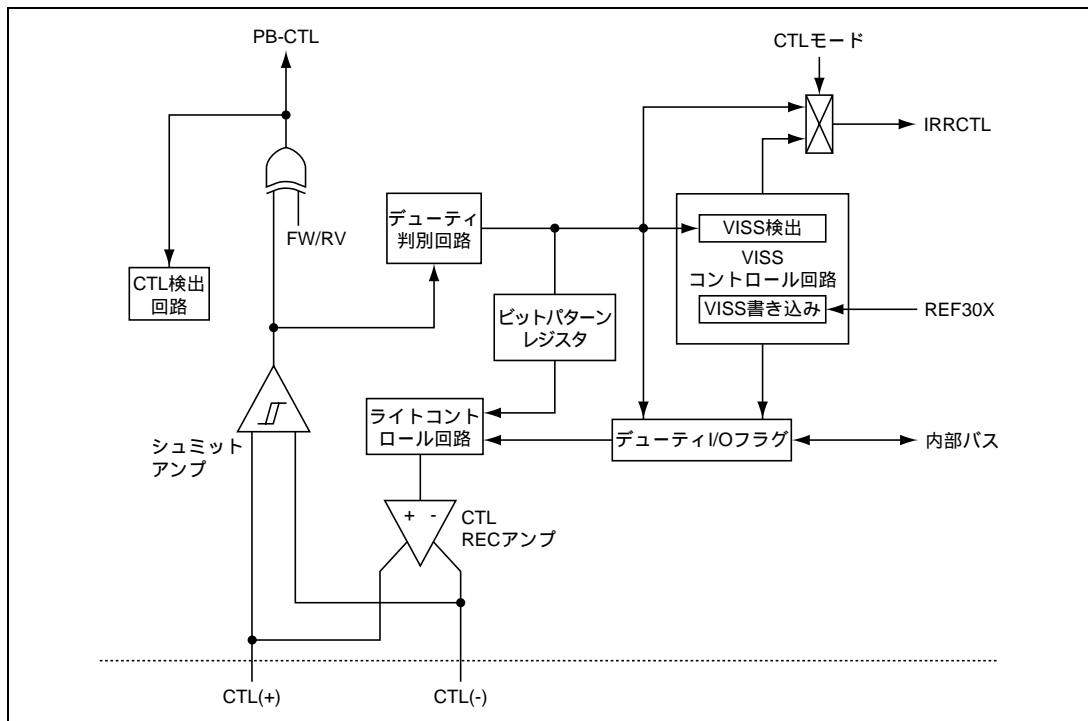 PB-CTL
CTLモード
IRRCTL
FW/RV
デューティ
判別回路
VISS検出
VISS
コントロール回路
VISS書き込み
REF30X
CTL検出
回路
ビットパターン
レジスタ
ライトコント
ロール回路
デューティI/Oフラグ
内部バス
シュミット
アンプ
+ -
CTL
RECアンプ
CTL(+)
CTL(-)